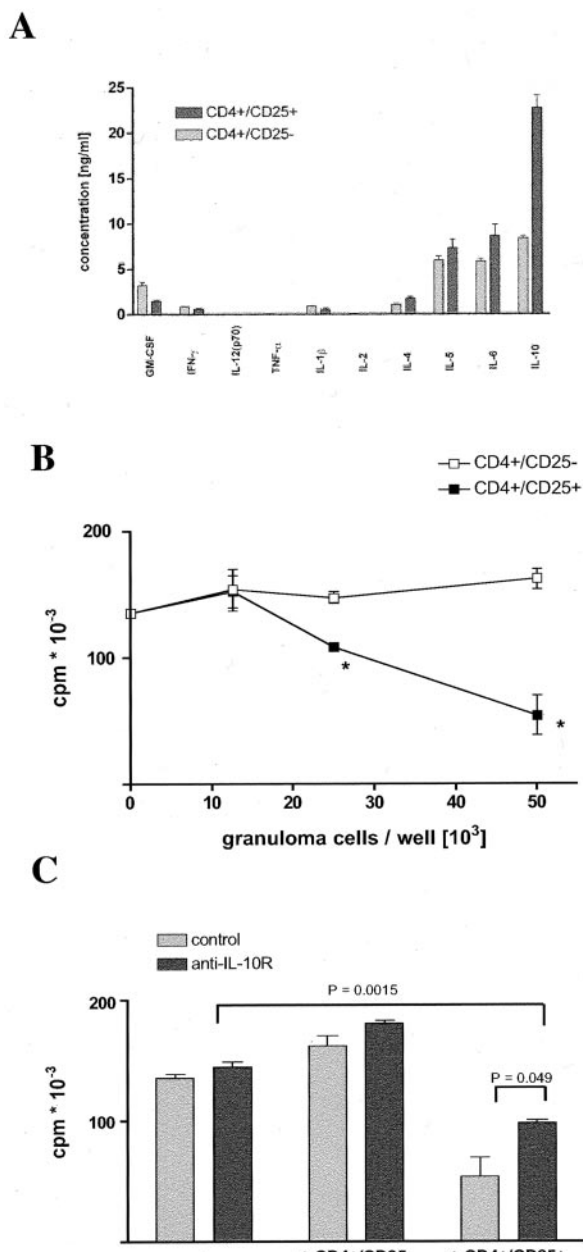 A
25
20
15
10
5
0
concentration [ng/ml]
CD4+/CD25+
CD4+/CD25-
GM-CSF
IFN-γ
IL-12(p70)
TNF-α
IL-1β
IL-2
IL-4
IL-5
IL-6
IL-10
B
CD4+/CD25-
CD4+/CD25+
200
100
0
cpm * 10-3
*
*
0 10 20 30 40 50
granuloma cells / well [10³]
C
control
anti-IL-10R
P = 0.0015
P = 0.049
200
100
cpm * 10-3